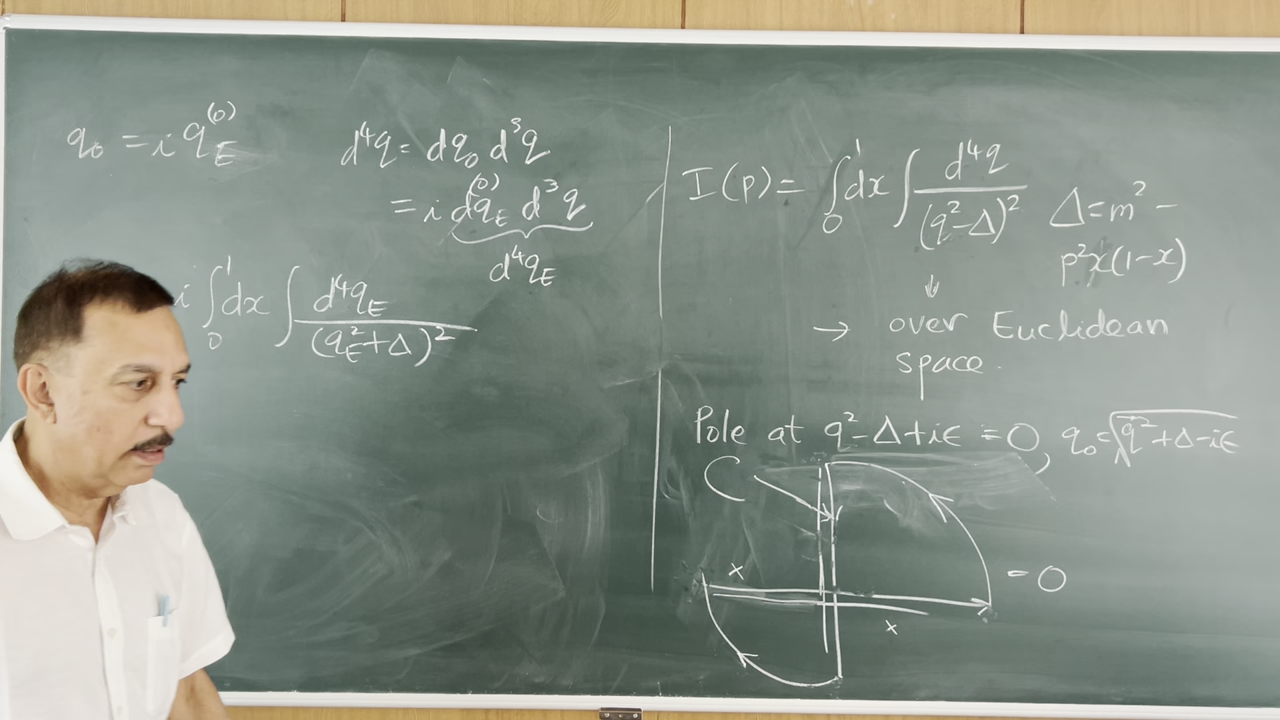 q₀ = i q_E^(0)
d⁴q = dq₀ d³q
= i dq_E^(0) d³q
d⁴q_E
i ∫₀¹ dx ∫ d⁴q_E / (q_E² + Δ)²
I(p) = ∫₀¹ dx ∫ d⁴q / (q² - Δ)²
Δ = m² -
p²x(1-x)
↓
→ over Euclidean
space.
Pole at q² - Δ + iε = 0, q₀ = √(q⃗² + Δ - iε)
C
x
= 0
x